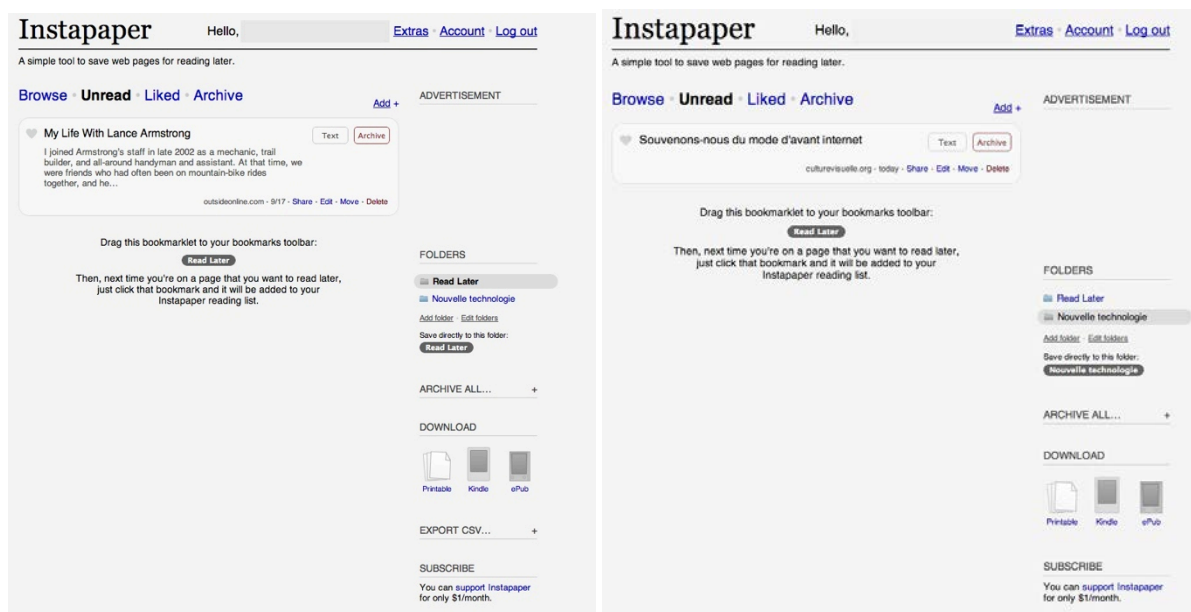 Instapaper
Hello,
Extras · Account · Log out
A simple tool to save web pages for reading later.
Browse · Unread · Liked · Archive
Add +
My Life With Lance Armstrong
Text
Archive
I joined Armstrong's staff in late 2002 as a mechanic, trail
builder, and all-around handyman and assistant. At that time, we
were friends who had often been on mountain-bike rides
together, and he...
outsideonline.com - 9/17 - Share - Edit - Move - Delete
Drag this bookmarklet to your bookmarks toolbar:
Read Later
Then, next time you're on a page that you want to read later,
just click that bookmark and it will be added to your
Instapaper reading list.
ADVERTISEMENT
FOLDERS
Read Later
Nouvelle technologie
Add folder · Edit folders
Save directly to this folder:
Read Later
ARCHIVE ALL... +
DOWNLOAD
Printable
Kindle
ePub
EXPORT CSV... +
SUBSCRIBE
You can support Instapaper
for only $1/month.
Instapaper
Hello,
Extras · Account · Log out
A simple tool to save web pages for reading later.
Browse · Unread · Liked · Archive
Add +
Souvenons-nous du mode d'avant internet
Text
Archive
culturevisuelle.org - today - Share - Edit - Move - Delete
Drag this bookmarklet to your bookmarks toolbar:
Read Later
Then, next time you're on a page that you want to read later,
just click that bookmark and it will be added to your
Instapaper reading list.
ADVERTISEMENT
FOLDERS
Read Later
Nouvelle technologie
Add folder · Edit folders
Save directly to this folder:
Nouvelle technologie
ARCHIVE ALL... +
DOWNLOAD
Printable
Kindle
ePub
SUBSCRIBE
You can support Instapaper
for only $1/month.